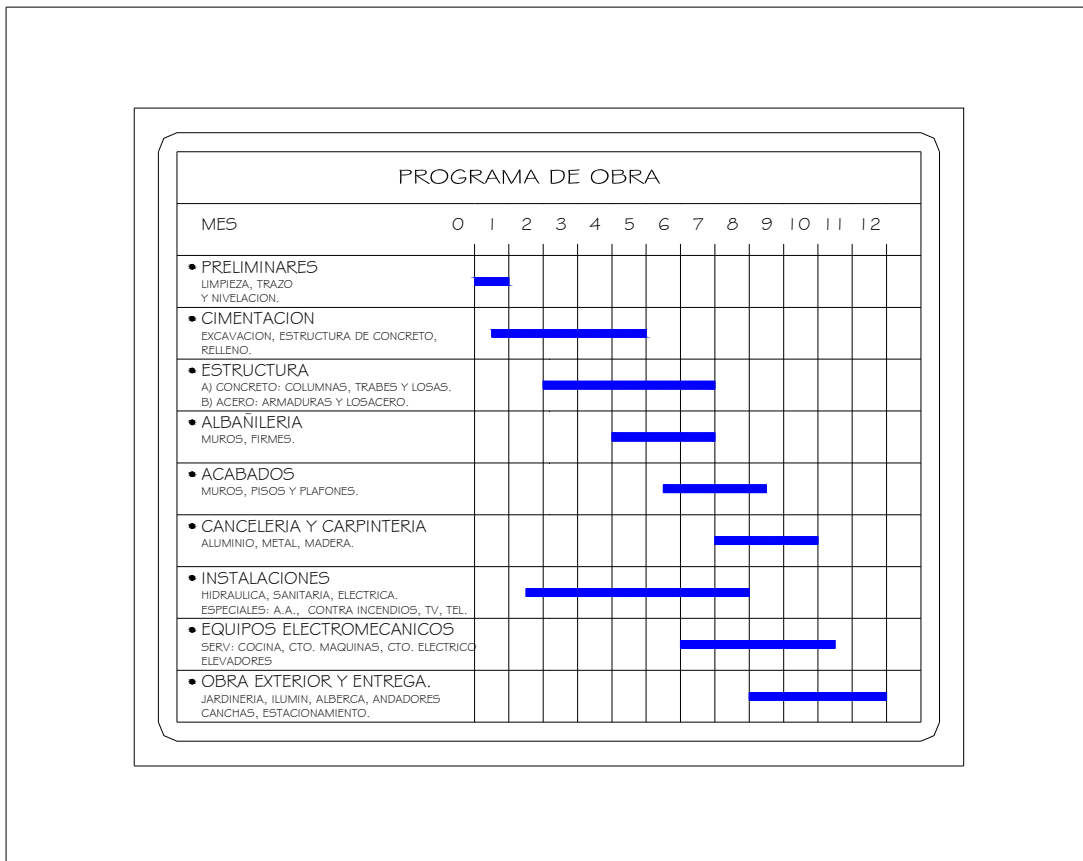 PROGRAMA DE OBRA
MES 0 1 2 3 4 5 6 7 8 9 10 11 12
PRELIMINARES
LIMPIEZA, TRAZO
Y NIVELACION.
CIMENTACION
EXCAVACION, ESTRUCTURA DE CONCRETO,
RELLENO.
ESTRUCTURA
A) CONCRETO: COLUMNAS, TRABES Y LOSAS.
B) ACERO: ARMADURAS Y LOSACERO.
ALBAÑILERIA
MUROS, FIRMES.
ACABADOS
MUROS, PISOS Y PLAFONES.
CANCELERIA Y CARPINTERIA
ALUMINIO, METAL, MADERA.
INSTALACIONES
HIDRAULICA, SANITARIA, ELECTRICA.
ESPECIALES: A.A., CONTRA INCENDIOS, TV, TEL.
EQUIPOS ELECTROMECANICOS
SERV: COCINA, CTO. MAQUINAS, CTO. ELECTRICO
ELEVADORES
OBRA EXTERIOR Y ENTREGA.
JARDINERIA, ILUMIN, ALBERCA, ANDADORES
CANCHAS, ESTACIONAMIENTO.